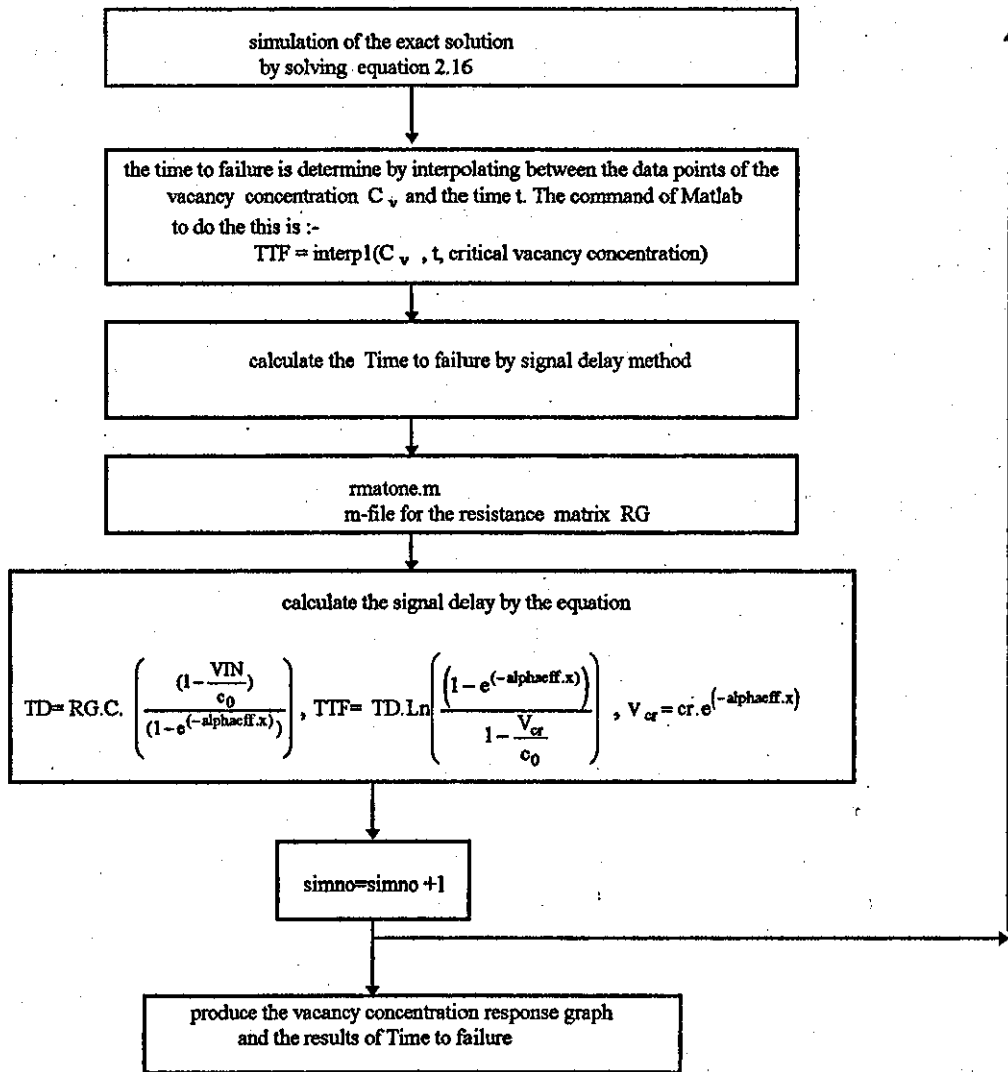 simulation of the exact solution
by solving equation 2.16
the time to failure is determine by interpolating between the data points of the
vacancy concentration C v and the time t. The command of Matlab
to do the this is :-
TTF = interp1(C v , t, critical vacancy concentration)
calculate the Time to failure by signal delay method
rmatone.m
m-file for the resistance matrix RG
calculate the signal delay by the equation
TD= RG.C. ( (1- VIN/c0) / (1-e^(-alphaeff.x)) ) , TTF= TD.Ln( (1-e^(-alphaeff.x)) / (1- Vcr/c0) ) , V cr = cr.e^(-alphaeff.x)
simno=simno +1
produce the vacancy concentration response graph
and the results of Time to failure